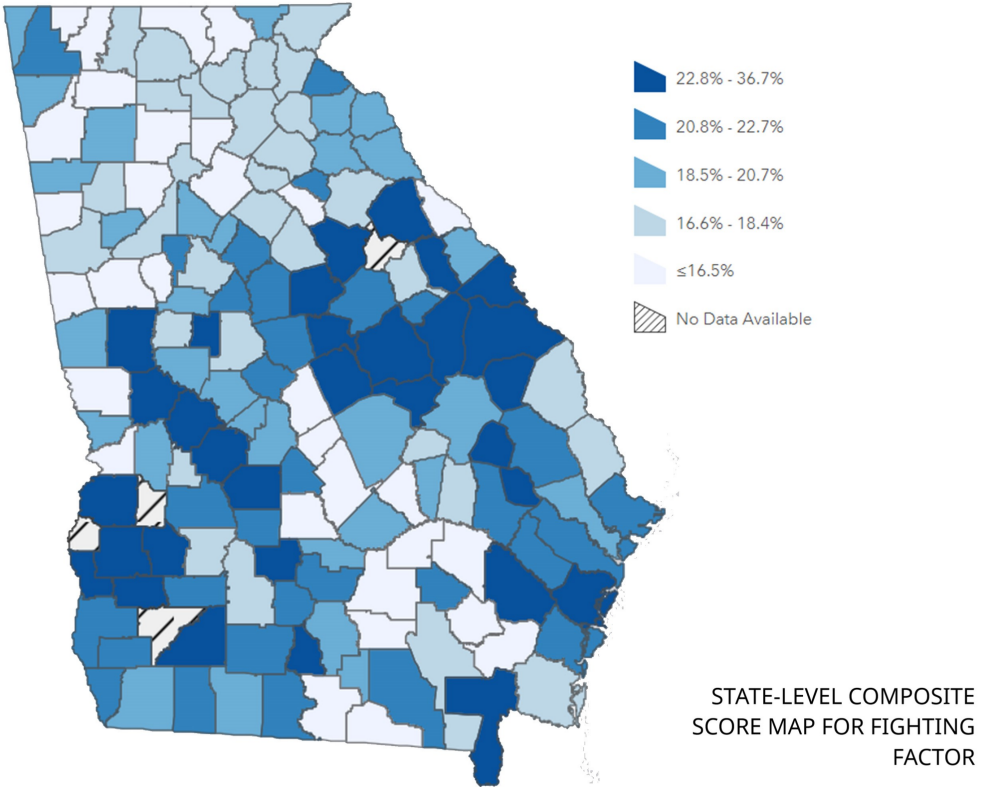 22.8% - 36.7%
20.8% - 22.7%
18.5% - 20.7%
16.6% - 18.4%
≤16.5%
No Data Available
STATE-LEVEL COMPOSITE
SCORE MAP FOR FIGHTING
FACTOR